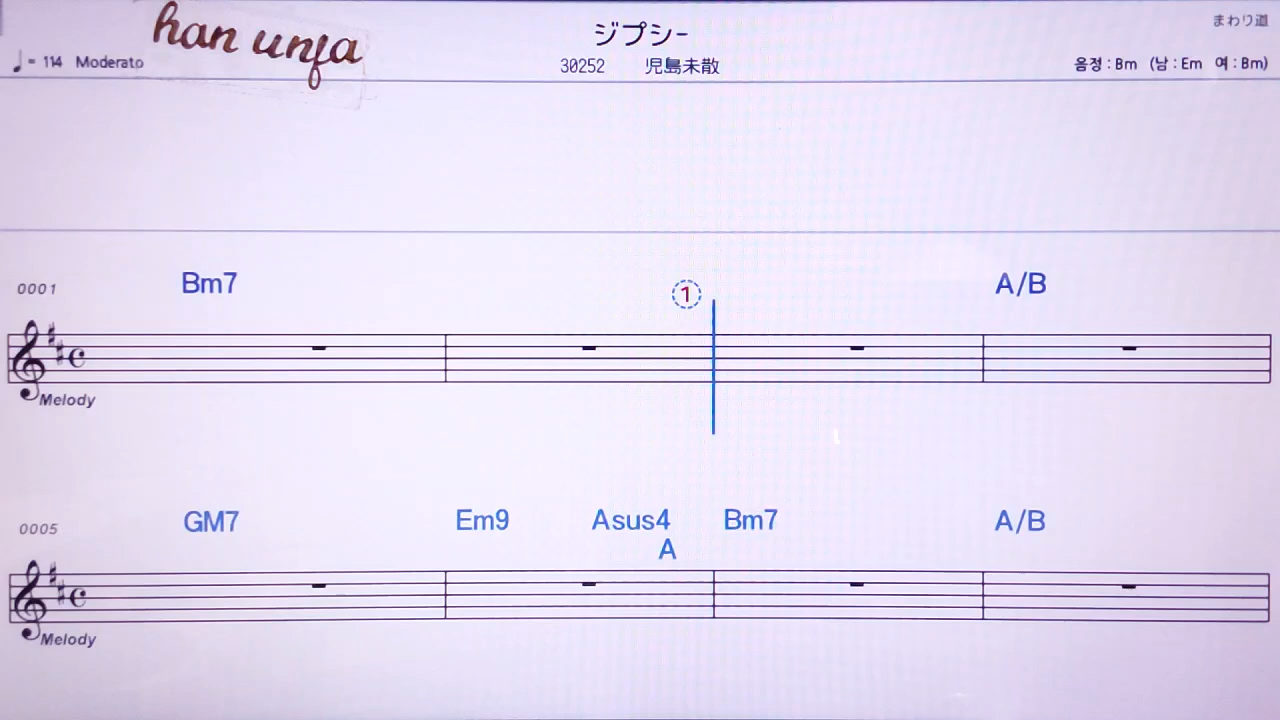 han unfa
ジプシー
まわり道
♩= 114 Moderato
30252 児島未散
음정 : Bm (남 : Em 여 : Bm)
0001 Bm7 ① A/B
Melody
0005 GM7 Em9 Asus4 Bm7 A/B
A
Melody